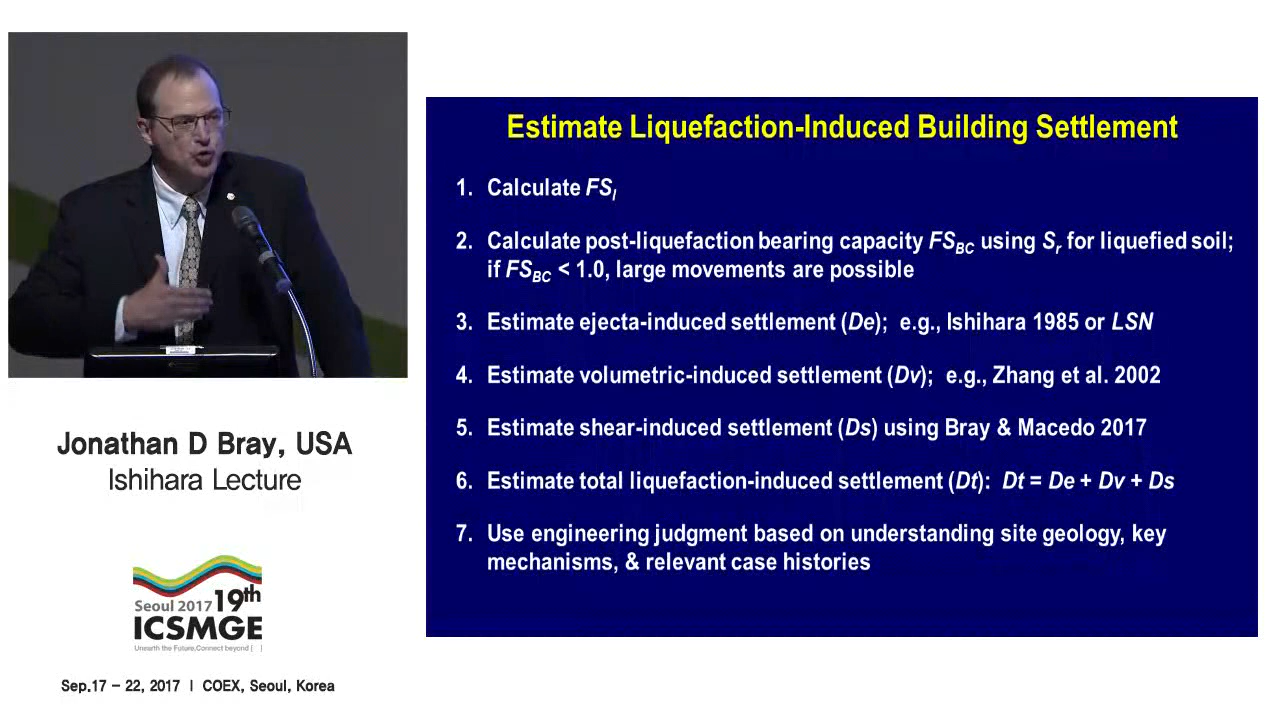 Estimate Liquefaction-Induced Building Settlement
1. Calculate FSl
2. Calculate post-liquefaction bearing capacity FSBC using Sr for liquefied soil;
if FSBC < 1.0, large movements are possible
3. Estimate ejecta-induced settlement (De); e.g., Ishihara 1985 or LSN
4. Estimate volumetric-induced settlement (Dv); e.g., Zhang et al. 2002
5. Estimate shear-induced settlement (Ds) using Bray & Macedo 2017
6. Estimate total liquefaction-induced settlement (Dt): Dt = De + Dv + Ds
7. Use engineering judgment based on understanding site geology, key
mechanisms, & relevant case histories
Jonathan D Bray, USA
Ishihara Lecture
Seoul 2017 19th
ICSMGE
Unearth the Future,Connect beyond [ ]
Sep.17 – 22, 2017 | COEX, Seoul, Korea